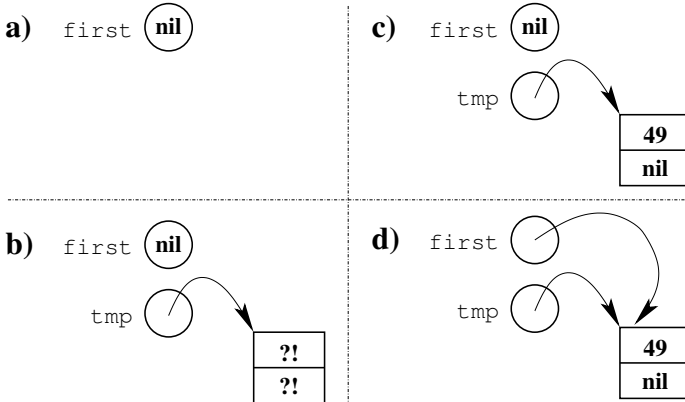 a)
first nil
b)
first nil
tmp
?!
?!
c)
first nil
tmp
49
nil
d)
first
tmp
49
nil